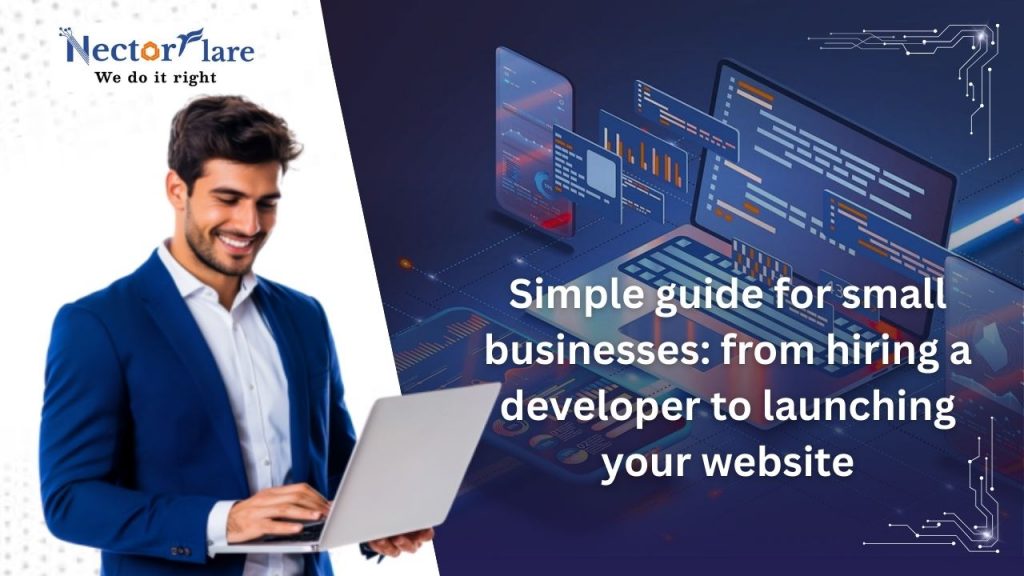 NectorFlare
We do it right
Simple guide for small
businesses: from hiring a
developer to launching
your website